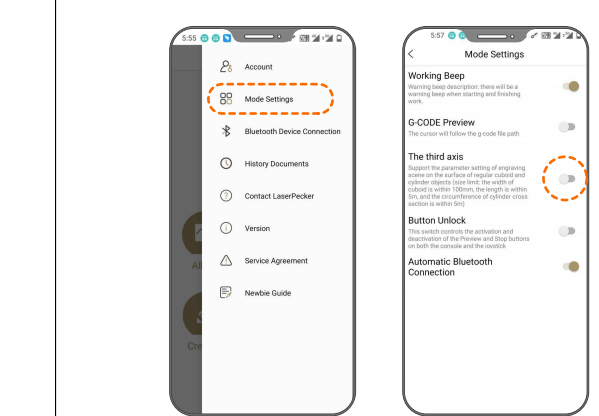 5:55
Account
Mode Settings
Bluetooth Device Connection
History Documents
Contact LaserPecker
Version
Service Agreement
Newbie Guide
Ali
Cre
5:57
Mode Settings
Working Beep
Warning beep description: there will be a
warning beep when starting and finishing
work.
G-CODE Preview
The cursor will follow the g-code file path
The third axis
Support the parameter setting of engraving
scene on the surface of regular cuboid and
cylinder objects (size limit: the width of
cuboid is within 100mm, the length is within
5m, and the circumference of cylinder cross
section is within 5m)
Button Unlock
This switch controls the activation and
deactivation of the Preview and Stop buttons
on both the console and the joystick
Automatic Bluetooth
Connection